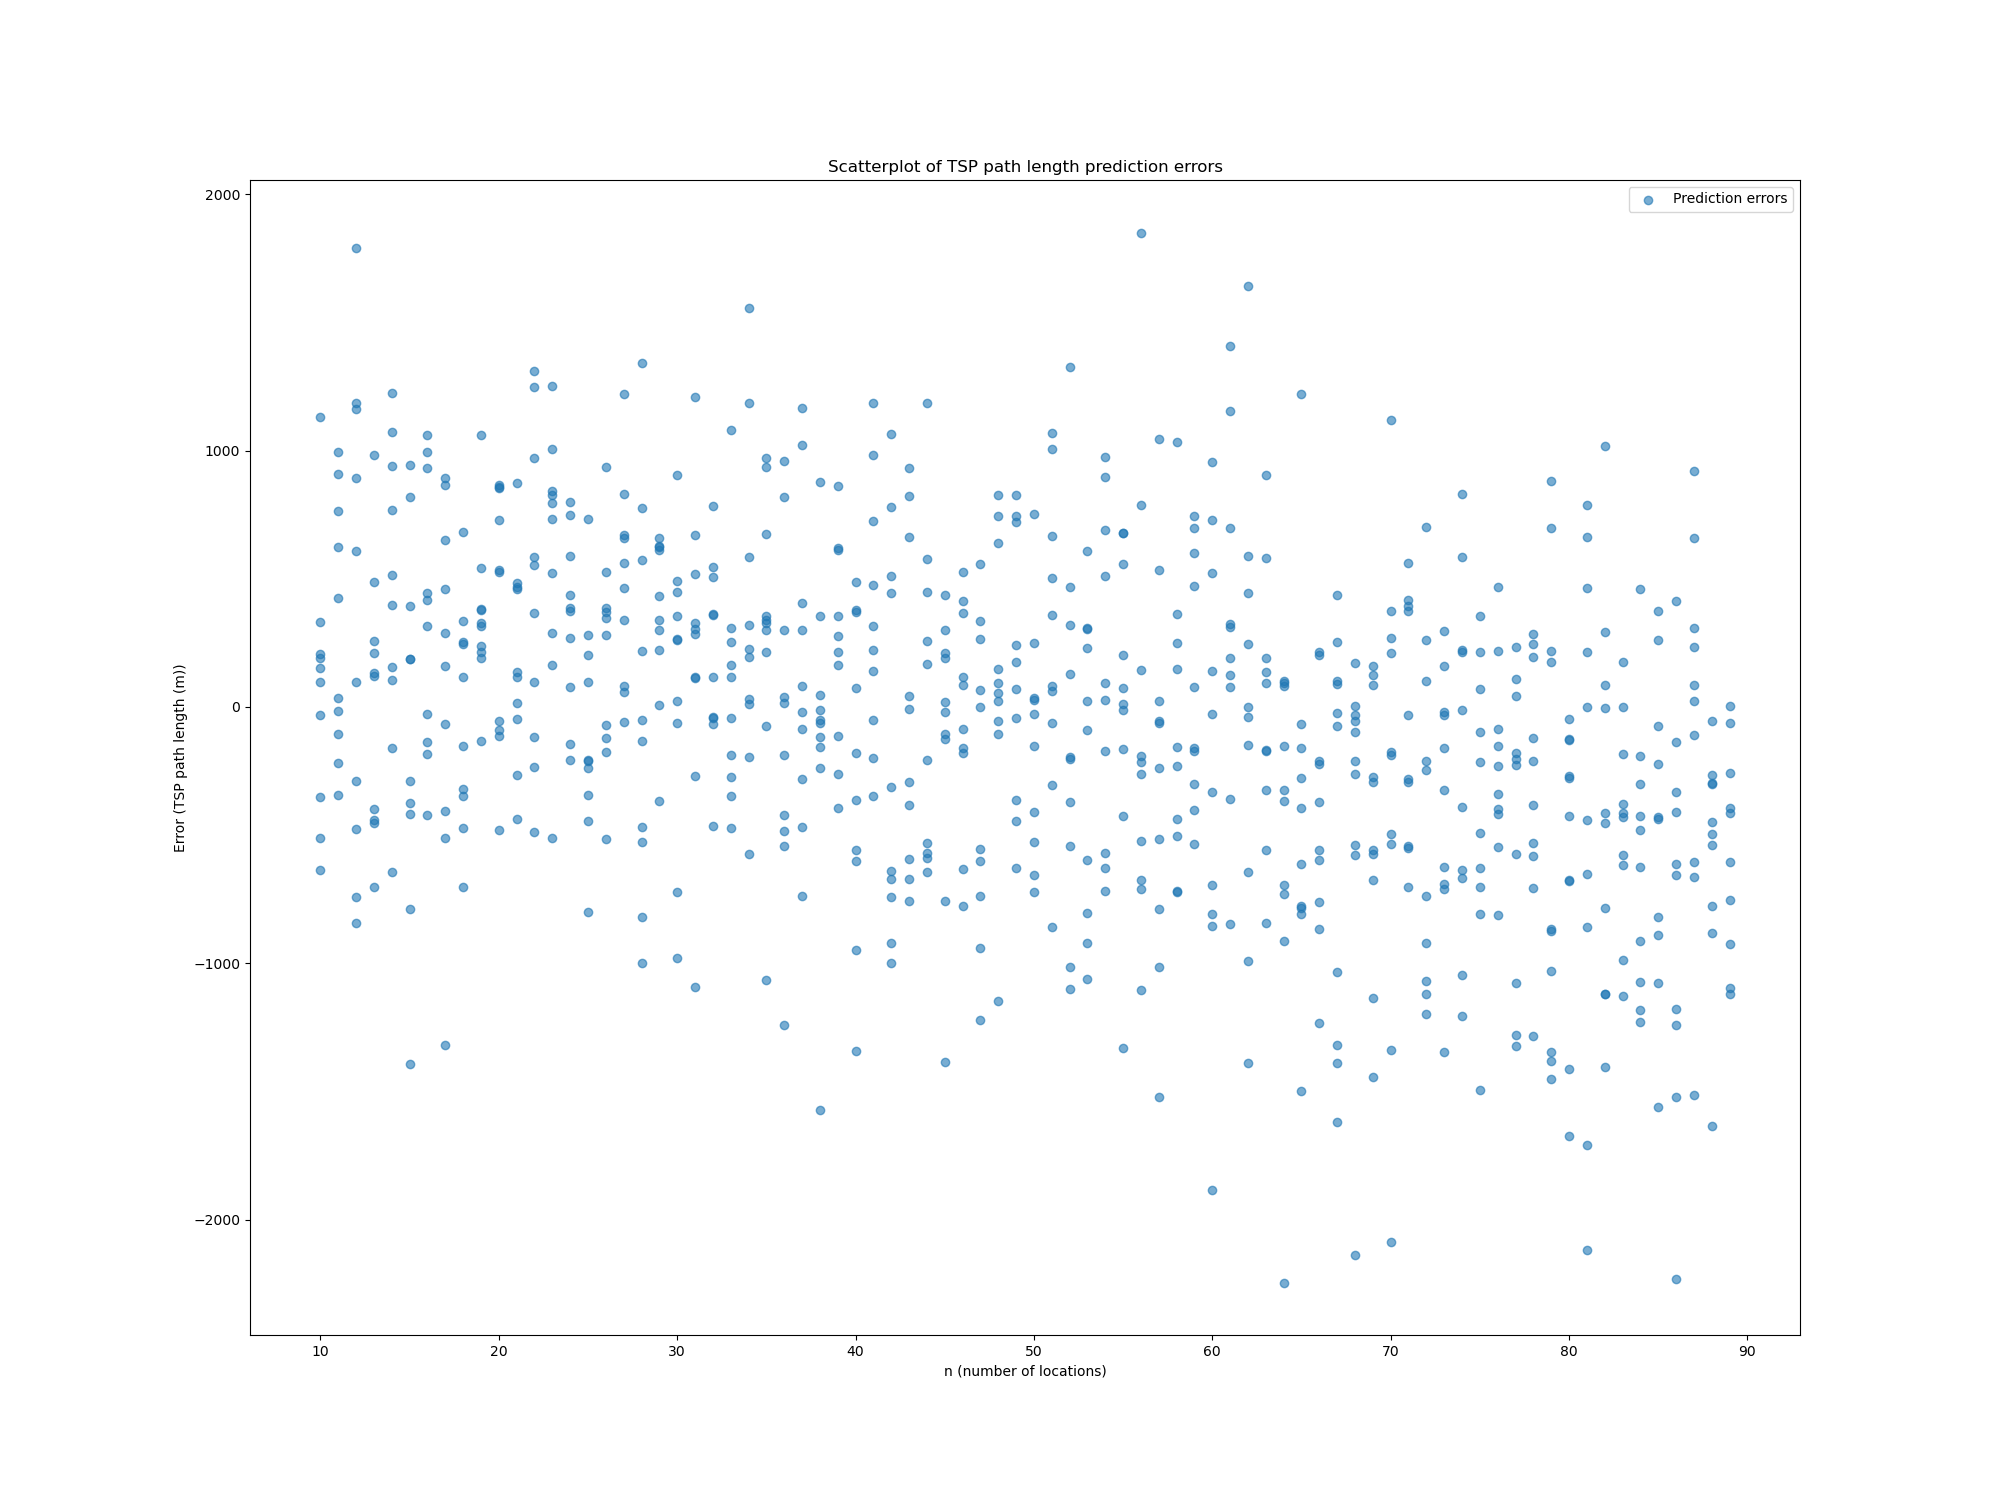 Scatterplot of TSP path length prediction errors
Prediction errors
2000
1000
0
−1000
−2000
Error (TSP path length (m))
10 20 30 40 50 60 70 80 90
n (number of locations)